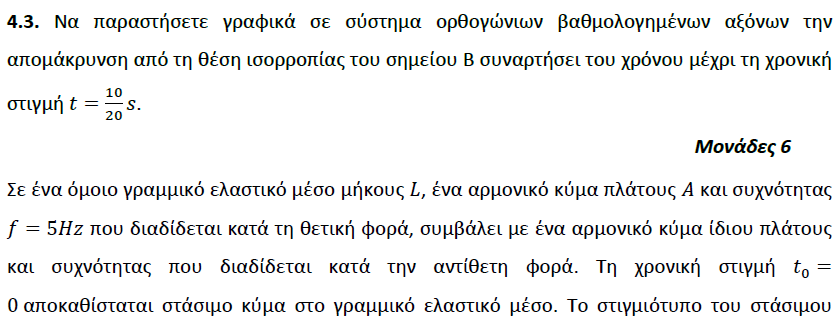 4.3. Να παραστήσετε γραφικά σε σύστημα ορθογώνιων βαθμολογημένων αξόνων την
απομάκρυνση από τη θέση ισορροπίας του σημείου Β συναρτήσει του χρόνου μέχρι τη χρονική
στιγμή t = 10/20 s.
Μονάδες 6
Σε ένα όμοιο γραμμικό ελαστικό μέσο μήκους L, ένα αρμονικό κύμα πλάτους A και συχνότητας
f = 5Hz που διαδίδεται κατά τη θετική φορά, συμβάλει με ένα αρμονικό κύμα ίδιου πλάτους
και συχνότητας που διαδίδεται κατά την αντίθετη φορά. Τη χρονική στιγμή t₀ =
0 αποκαθίσταται στάσιμο κύμα στο γραμμικό ελαστικό μέσο. Το στιγμιότυπο του στάσιμου